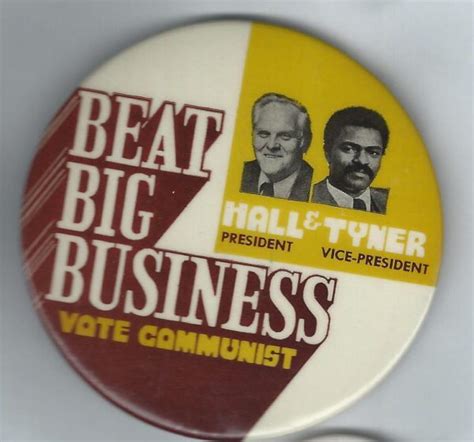 BEAT
BIG
BUSINESS
VOTE COMMUNIST
HALL & TYNER
PRESIDENT VICE-PRESIDENT